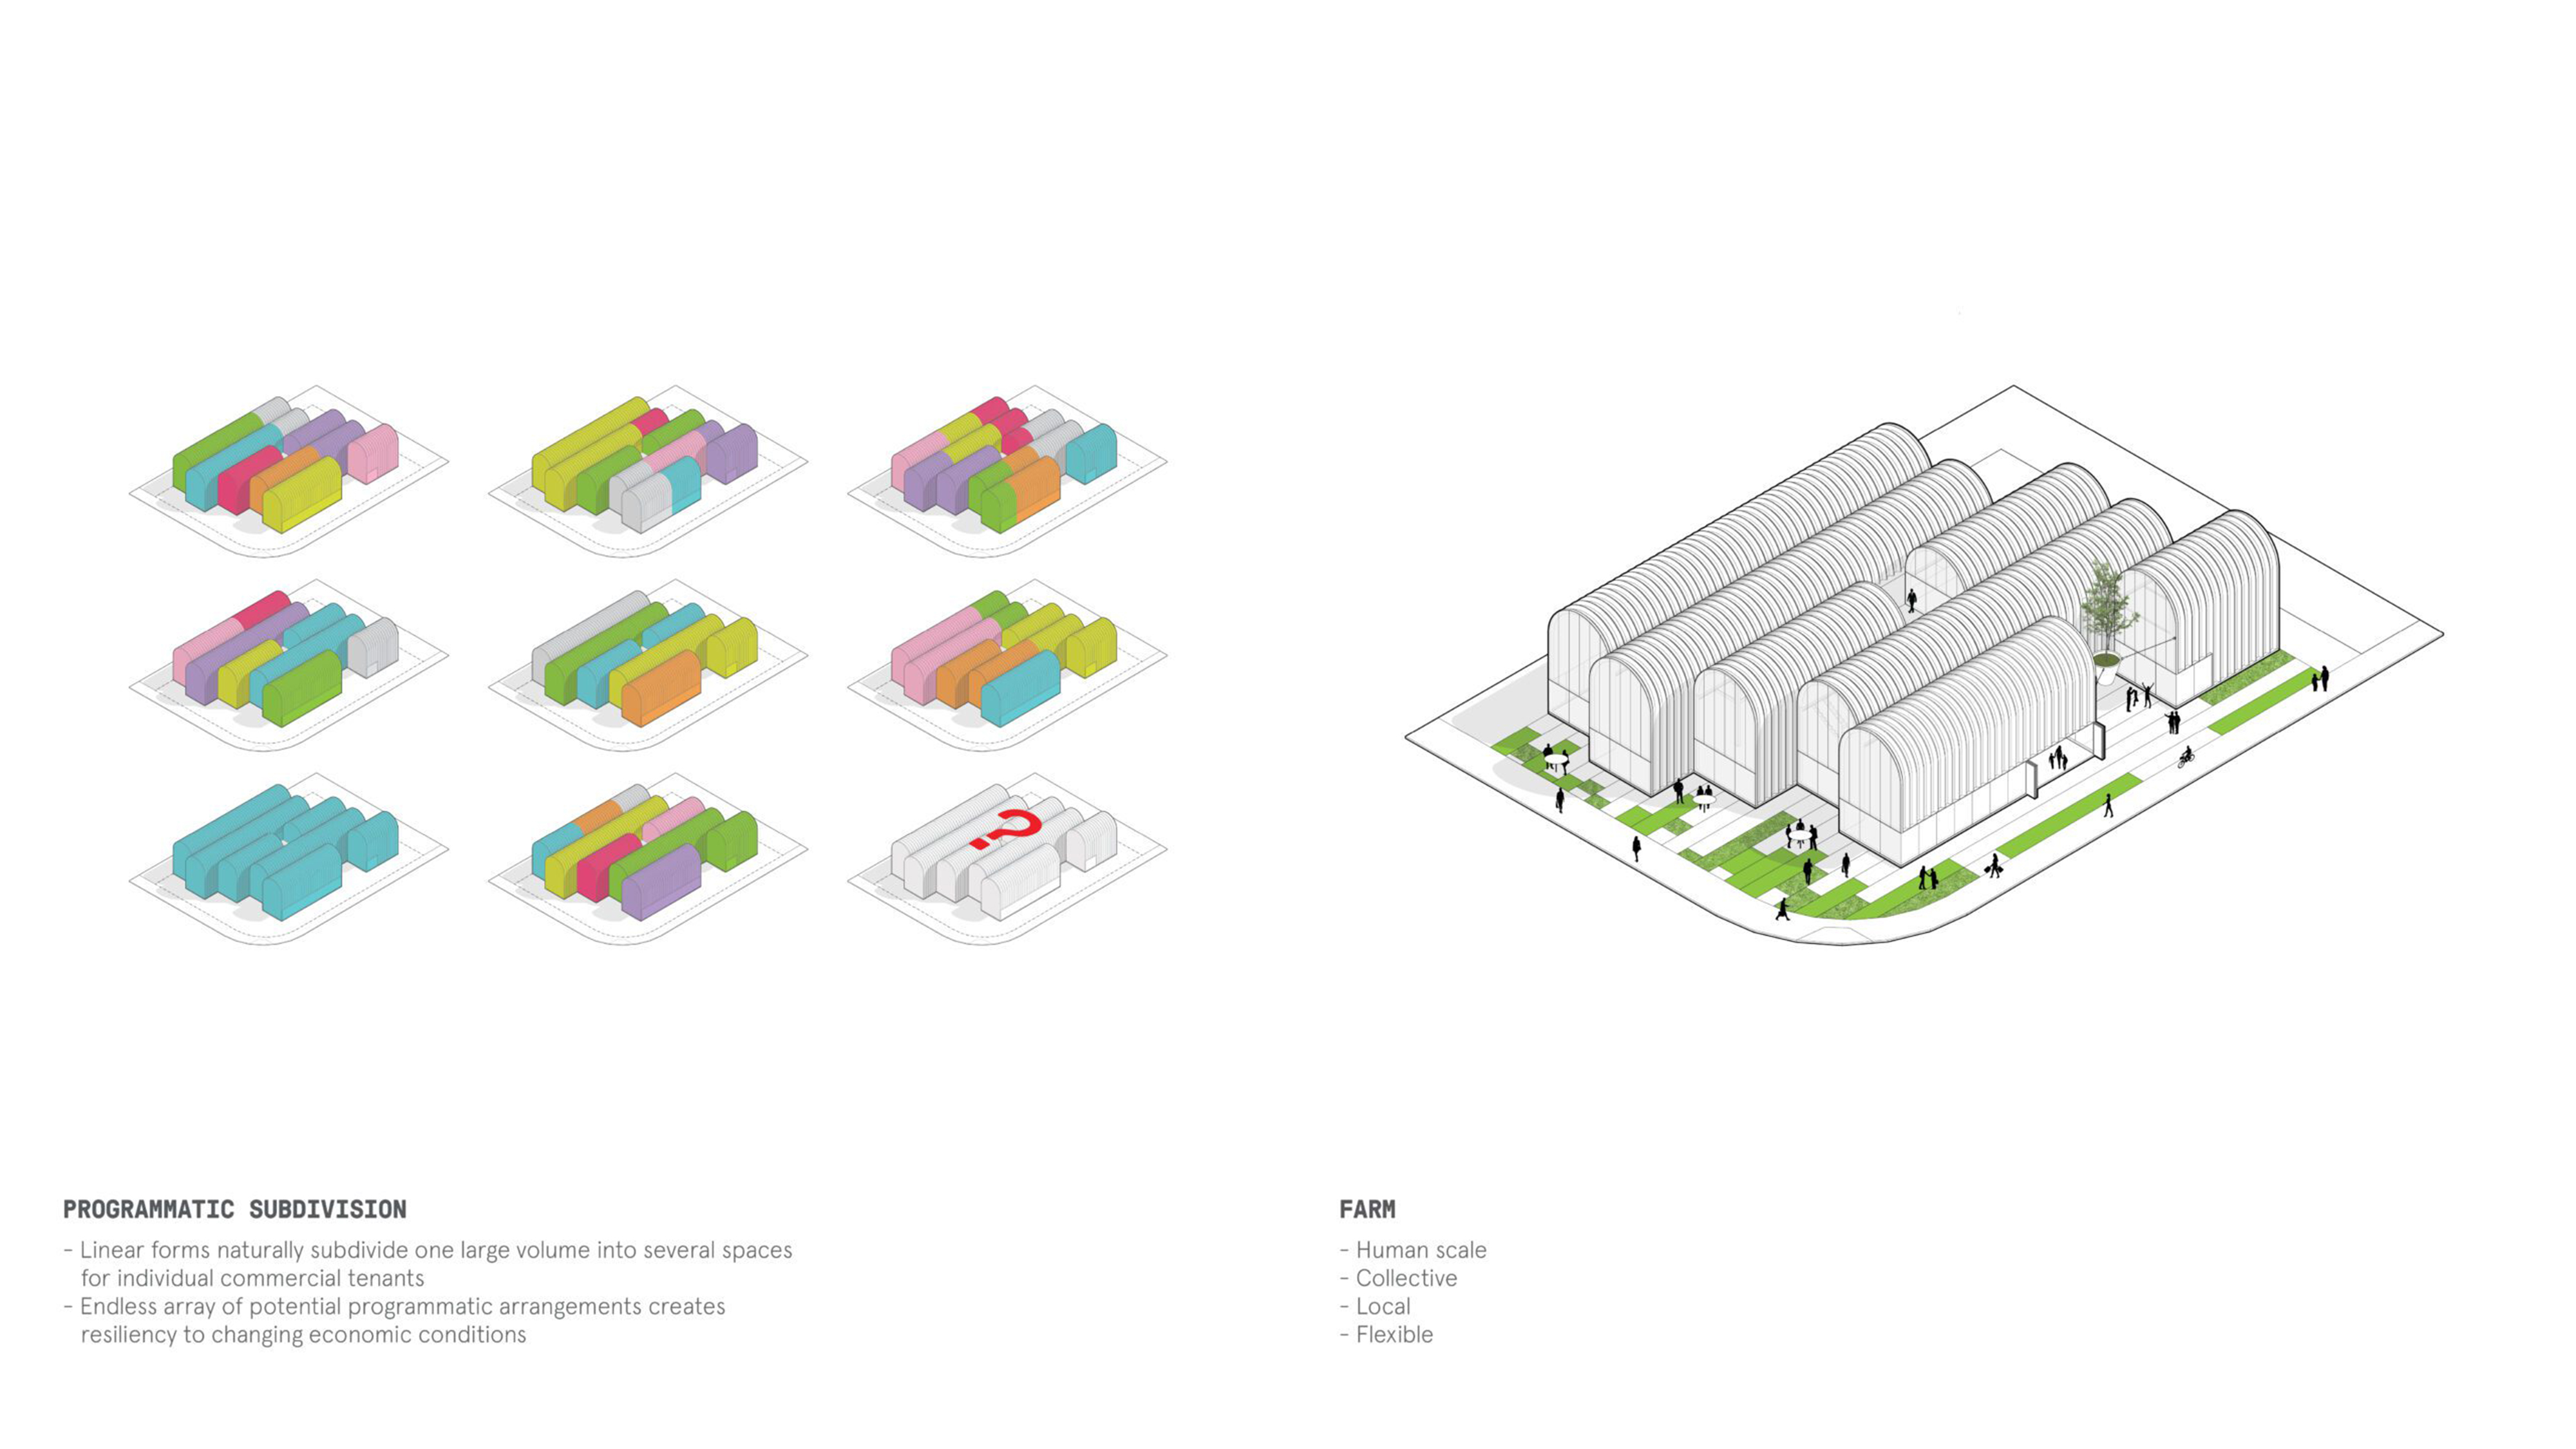 ?
PROGRAMMATIC SUBDIVISION
- Linear forms naturally subdivide one large volume into several spaces
for individual commercial tenants
- Endless array of potential programmatic arrangements creates
resiliency to changing economic conditions
FARM
- Human scale
- Collective
- Local
- Flexible